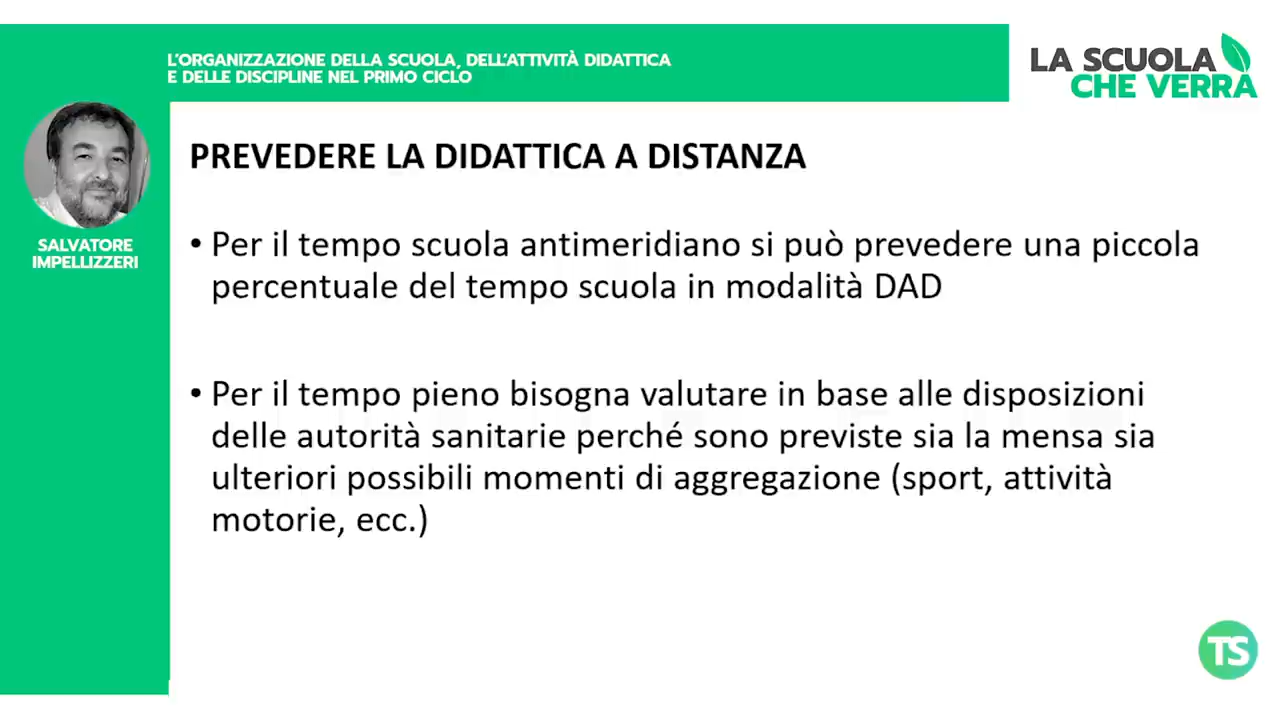 L'ORGANIZZAZIONE DELLA SCUOLA, DELL'ATTIVITÀ DIDATTICA
E DELLE DISCIPLINE NEL PRIMO CICLO
LA SCUOLA
CHE VERRÀ
SALVATORE
IMPELLIZZERI
PREVEDERE LA DIDATTICA A DISTANZA
• Per il tempo scuola antimeridiano si può prevedere una piccola
percentuale del tempo scuola in modalità DAD
• Per il tempo pieno bisogna valutare in base alle disposizioni
delle autorità sanitarie perché sono previste sia la mensa sia
ulteriori possibili momenti di aggregazione (sport, attività
motorie, ecc.)
TS